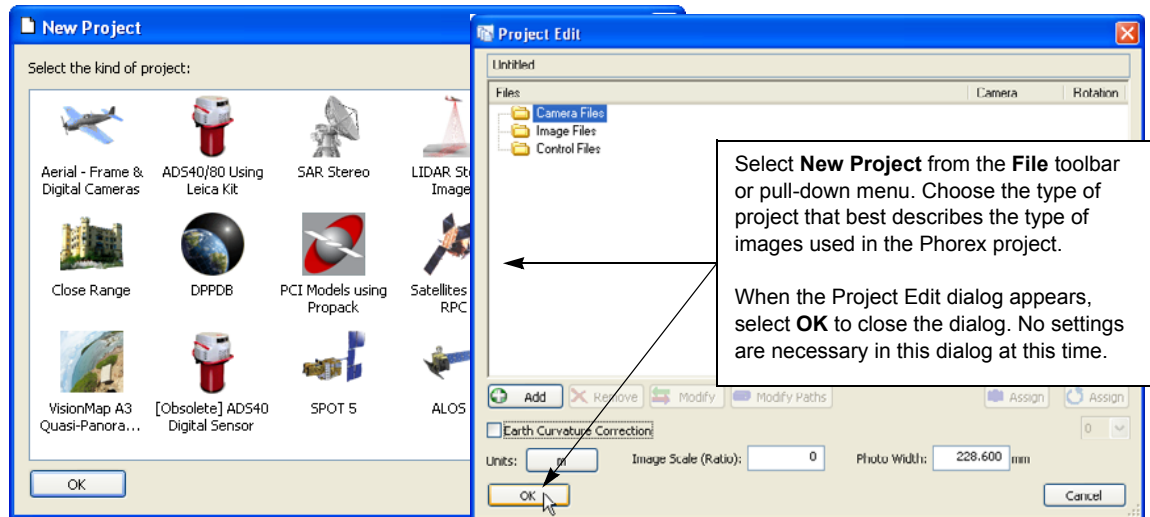 New Project
Select the kind of project:
Aerial - Frame &
Digital Cameras
ADS40/80 Using
Leica Kit
SAR Stereo
LIDAR St
Image
Close Range
DPPDB
PCI Models using
Propack
Satellites
RPC
VisionMap A3
Quasi-Panora...
[Obsolete] ADS40
Digital Sensor
SPOT 5
ALOS
OK
Project Edit
Untitled
Files
Camera
Rotation
Camera Files
Image Files
Control Files
Select New Project from the File toolbar
or pull-down menu. Choose the type of
project that best describes the type of
images used in the Phorex project.
When the Project Edit dialog appears,
select OK to close the dialog. No settings
are necessary in this dialog at this time.
Add
Remove
Modify
Modify Paths
Assign
Assign
Earth Curvature Correction
0
Units:
m
Image Scale (Ratio):
0
Photo Width:
228.600
mm
OK
Cancel